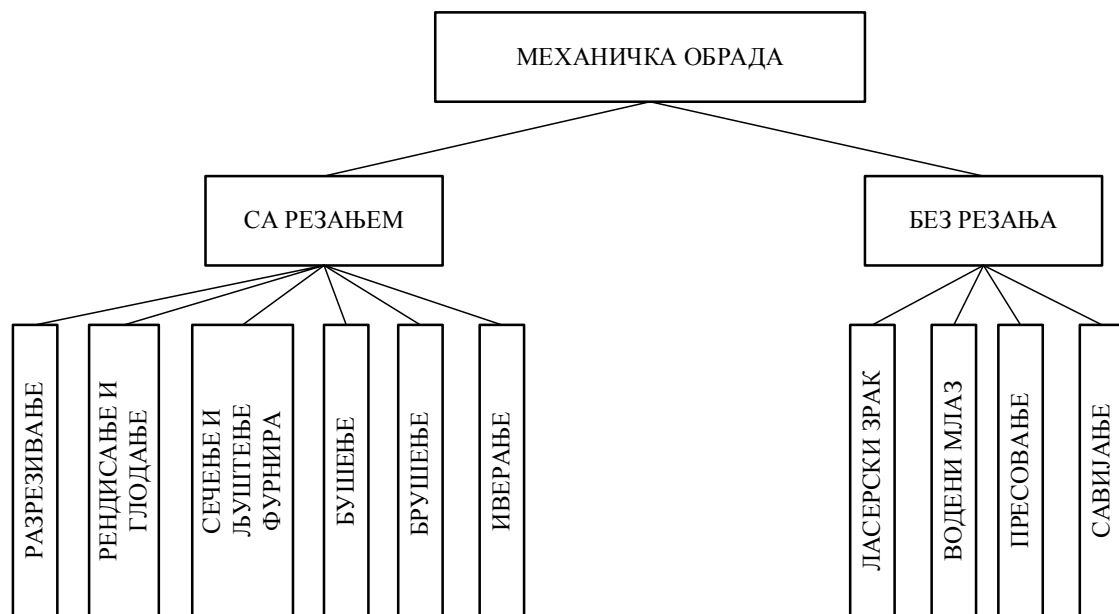 МЕХАНИЧКА ОБРАДА
СА РЕЗАЊЕМ
БЕЗ РЕЗАЊА
РАЗРЕЗИВАЊЕ
РЕНДИСАЊЕ И
ГЛОДАЊЕ
СЕЧЕЊЕ И
ЉУШТЕЊЕ
ФУРНИРА
БУШЕЊЕ
БРУШЕЊЕ
ИВЕРАЊЕ
ЛАСЕРСКИ ЗРАК
ВОДЕНИ МЛАЗ
ПРЕСОВАЊЕ
САВИЈАЊЕ